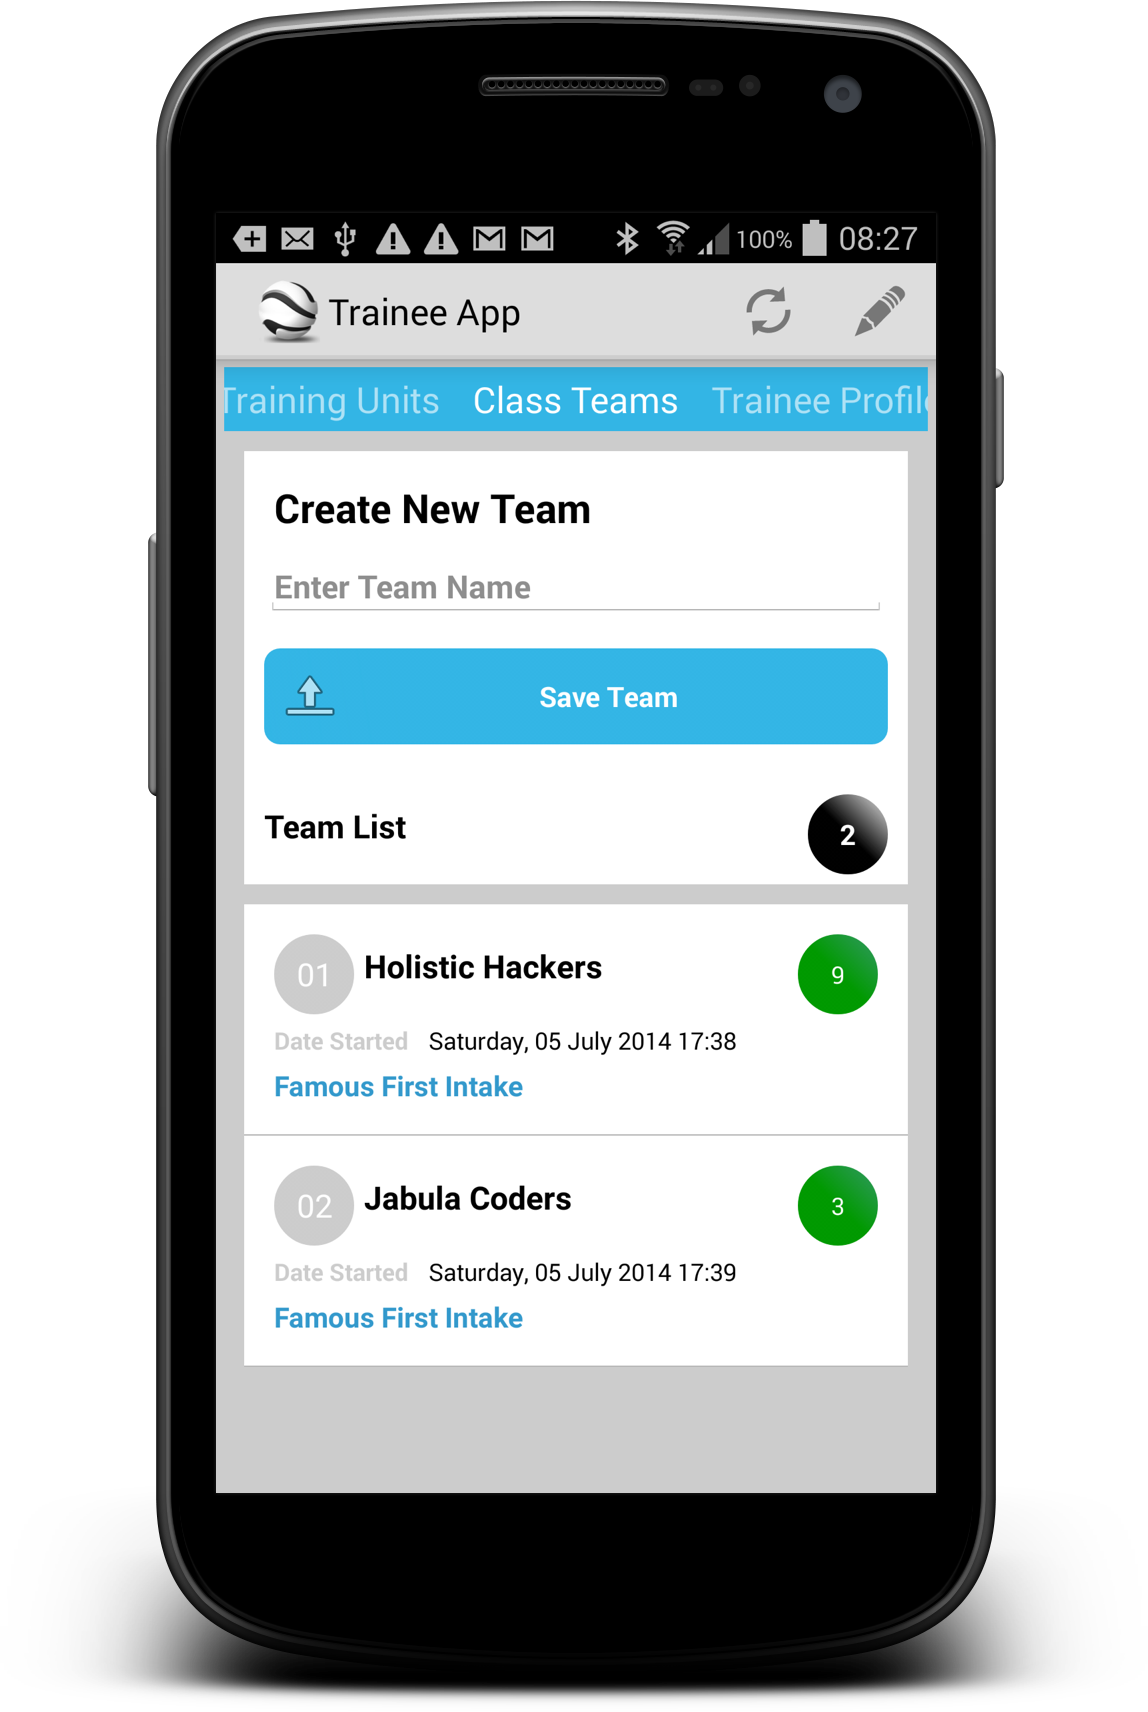 100% 08:27
Trainee App
Training Units Class Teams Trainee Profile
Create New Team
Enter Team Name
Save Team
Team List 2
01 Holistic Hackers 9
Date Started Saturday, 05 July 2014 17:38
Famous First Intake
02 Jabula Coders 3
Date Started Saturday, 05 July 2014 17:39
Famous First Intake